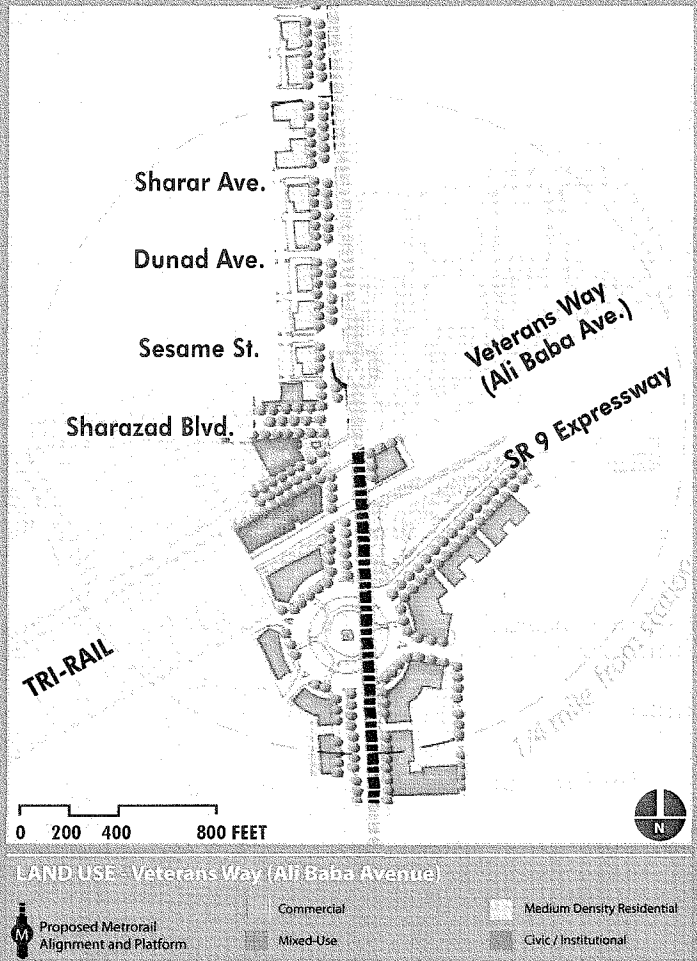 Sharar Ave.
Dunad Ave.
Sesame St.
Sharazad Blvd.
Veterans Way
(Ali Baba Ave.)
SR 9 Expressway
TRI-RAIL
1/4 mile from station
0 200 400 800 FEET
N
LAND USE - Veterans Way (Ali Baba Avenue)
M
Proposed Metrorail
Alignment and Platform
Commercial
Mixed-Use
Medium Density Residential
Civic / Institutional